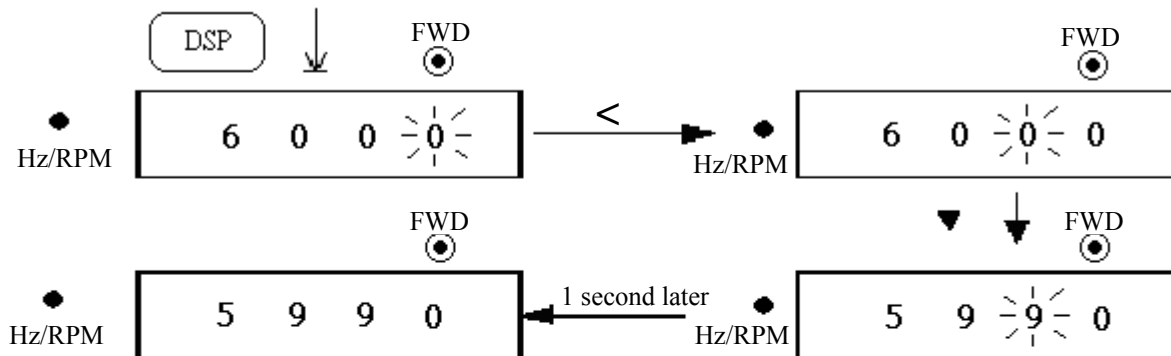 DSP
FWD
6 0 0 0
Hz/RPM
<
FWD
6 0 0 0
Hz/RPM
FWD
5 9 9 0
Hz/RPM
1 second later
FWD
5 9 9 0
Hz/RPM